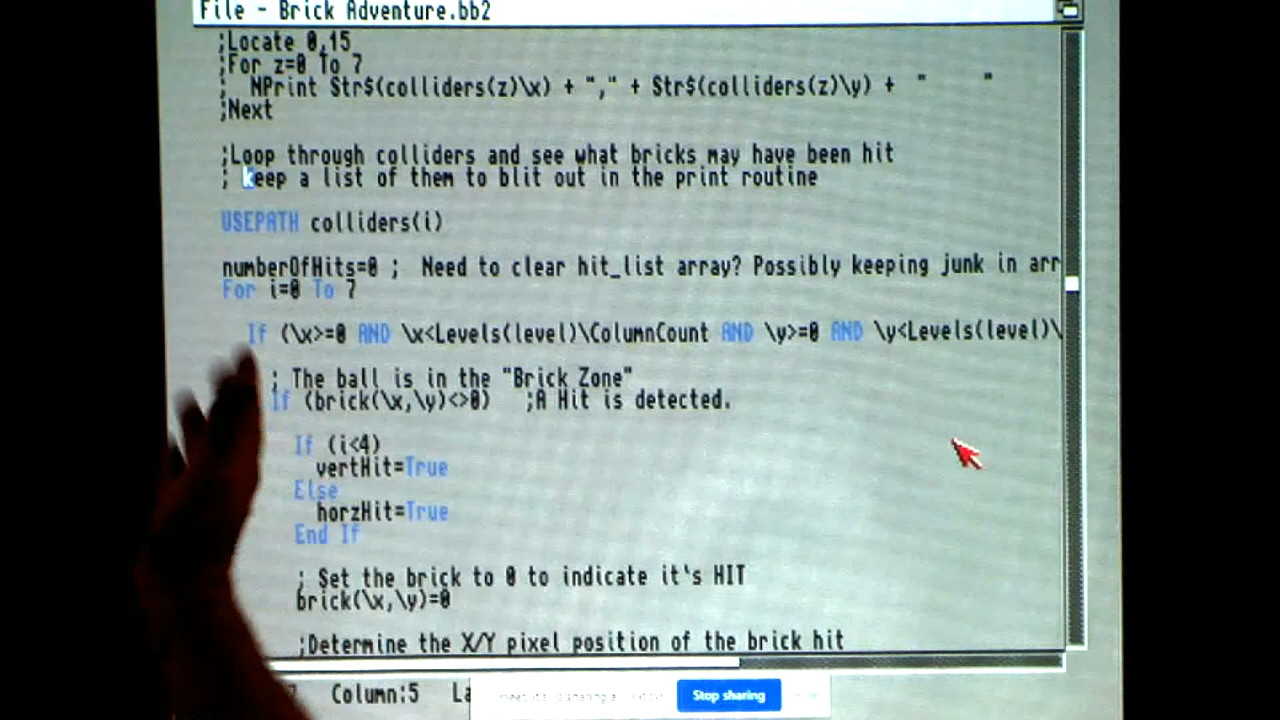 File - Brick Adventure.bb2
;Locate 0,15
;For z=0 To 7
;  NPrint Str$(colliders(z)\x) + "," + Str$(colliders(z)\y) + "     "
;Next
;Loop through colliders and see what bricks may have been hit
; keep a list of them to blit out in the print routine
USEPATH colliders(i)
numberOfHits=0 ;  Need to clear hit_list array? Possibly keeping junk in arr
For i=0 To 7
If (\x>=0 AND \x<Levels(level)\ColumnCount AND \y>=0 AND \y<Levels(level)\
; The ball is in the "Brick Zone"
If (brick(\x,\y)<>0)   ;A Hit is detected.
If (i<4)
vertHit=True
Else
horzHit=True
End If
; Set the brick to 0 to indicate it's HIT
brick(\x,\y)=0
;Determine the X/Y pixel position of the brick hit
Column:5 La
Stop sharing